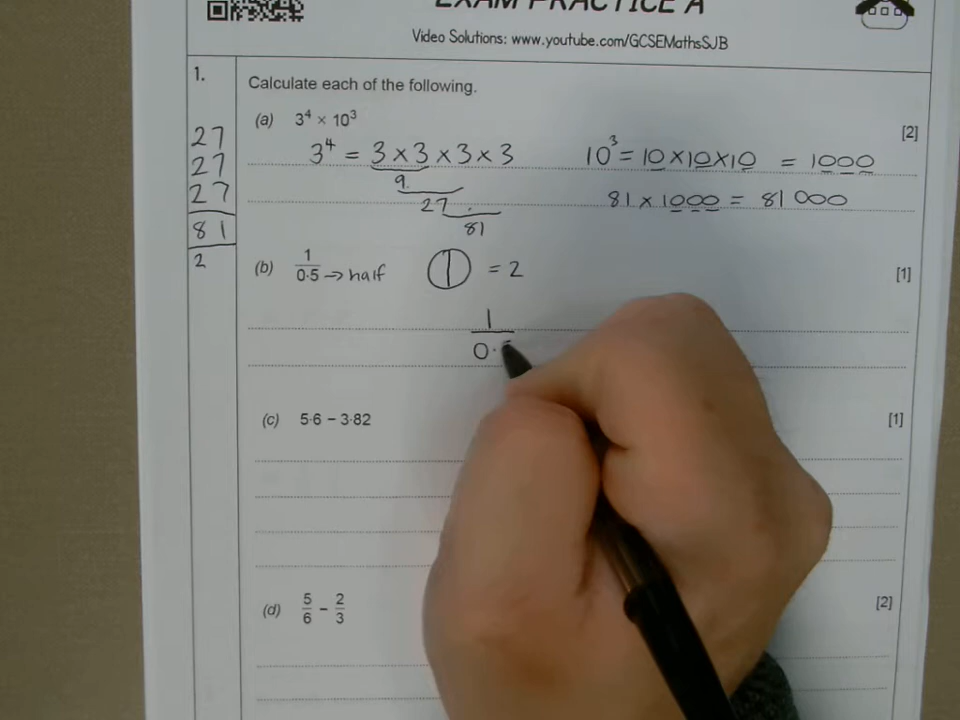 EXAM PRACTICE A
Video Solutions: www.youtube.com/GCSEMathsSJB
1.
Calculate each of the following.
(a) 3⁴ × 10³
[2]
27
27
27
81
2
3⁴ = 3 × 3 × 3 × 3
9
27
81
10³ = 10 × 10 × 10 = 1000
81 × 1000 = 81 000
(b) 1/0·5 → half = 2
[1]
1
0·
(c) 5·6 − 3·82
[1]
(d) 5/6 − 2/3
[2]